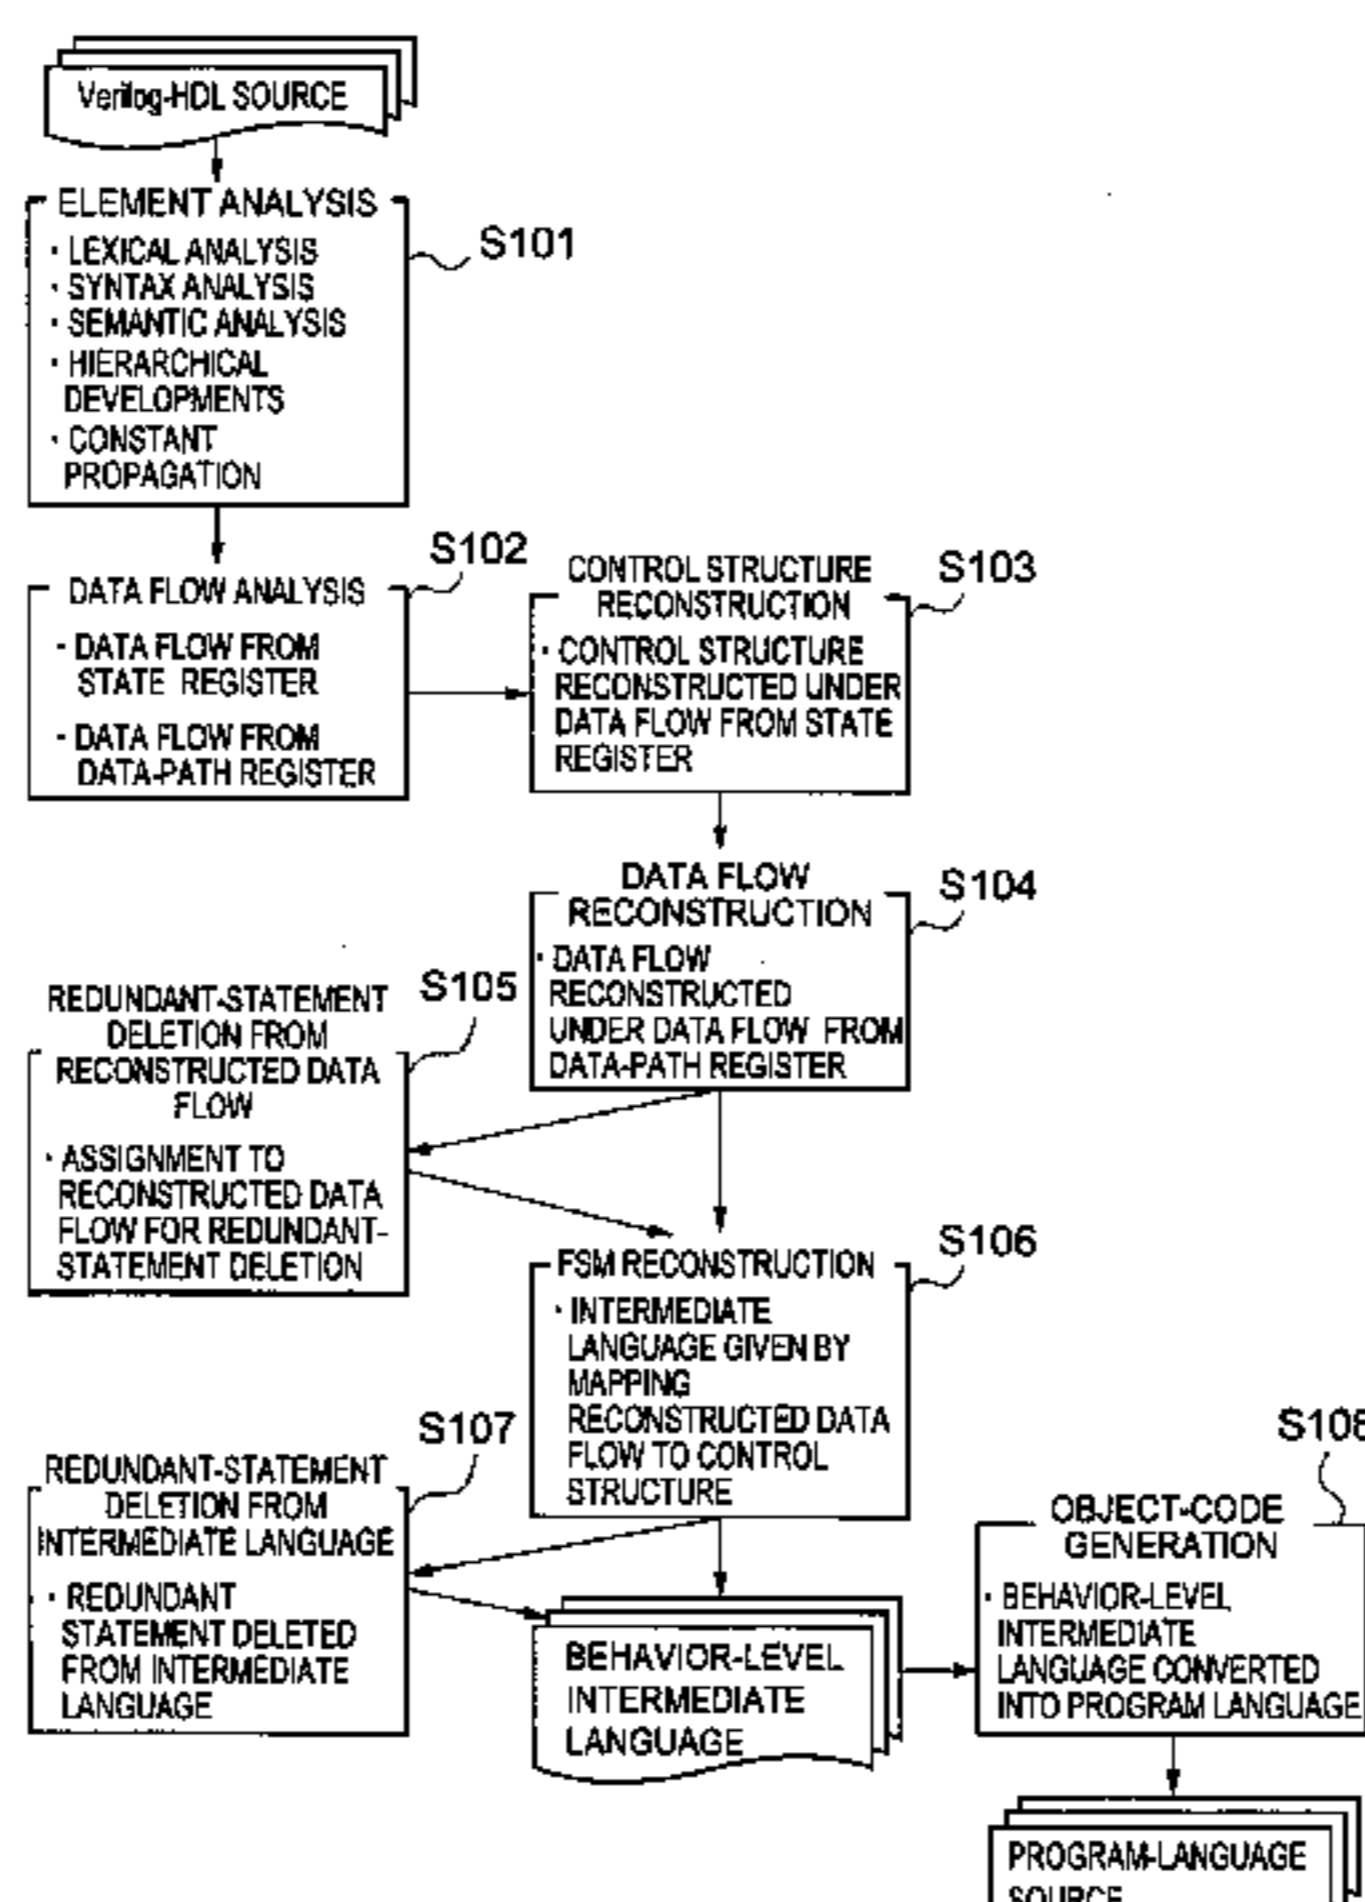 Verilog-HDL SOURCE
ELEMENT ANALYSIS
· LEXICAL ANALYSIS
· SYNTAX ANALYSIS
· SEMANTIC ANALYSIS
· HIERARCHICAL
DEVELOPMENTS
· CONSTANT
PROPAGATION
S101
DATA FLOW ANALYSIS
· DATA FLOW FROM
STATE REGISTER
· DATA FLOW FROM
DATA-PATH REGISTER
S102
CONTROL STRUCTURE
RECONSTRUCTION
· CONTROL STRUCTURE
RECONSTRUCTED UNDER
DATA FLOW FROM STATE
REGISTER
S103
DATA FLOW
RECONSTRUCTION
· DATA FLOW
RECONSTRUCTED
UNDER DATA FLOW FROM
DATA-PATH REGISTER
S104
REDUNDANT-STATEMENT
DELETION FROM
RECONSTRUCTED DATA
FLOW
· ASSIGNMENT TO
RECONSTRUCTED DATA
FLOW FOR REDUNDANT-
STATEMENT DELETION
S105
FSM RECONSTRUCTION
· INTERMEDIATE
LANGUAGE GIVEN BY
MAPPING
RECONSTRUCTED DATA
FLOW TO CONTROL
STRUCTURE
S106
REDUNDANT-STATEMENT
DELETION FROM
INTERMEDIATE LANGUAGE
· REDUNDANT
STATEMENT DELETED
FROM INTERMEDIATE
LANGUAGE
S107
BEHAVIOR-LEVEL
INTERMEDIATE
LANGUAGE
OBJECT-CODE
GENERATION
· BEHAVIOR-LEVEL
INTERMEDIATE
LANGUAGE CONVERTED
INTO PROGRAM LANGUAGE
S108
PROGRAM-LANGUAGE
SOURCE